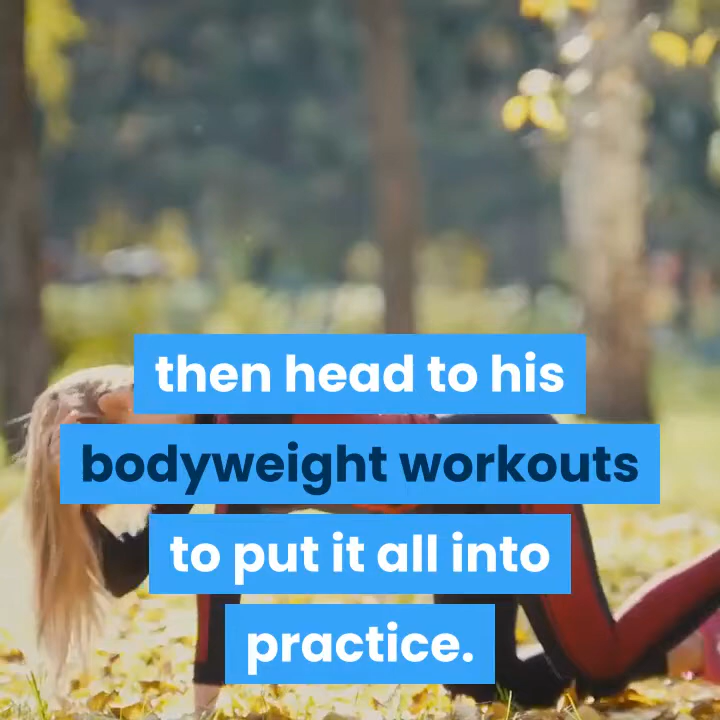 then head to his
bodyweight workouts
to put it all into
practice.